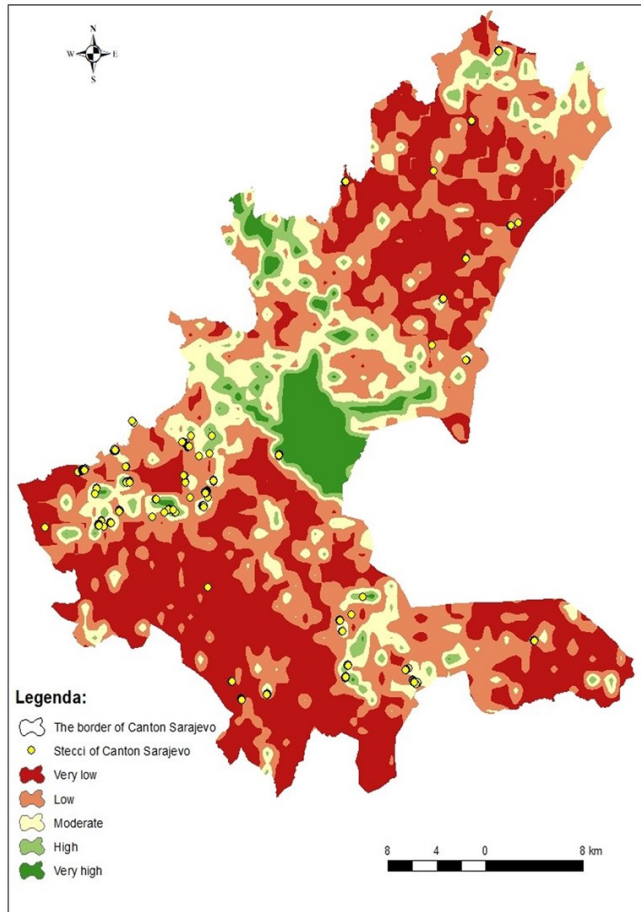 N
W E
S
Legenda:
The border of Canton Sarajevo
Stecci of Canton Sarajevo
Very low
Low
Moderate
High
Very high
8 4 0 8 km